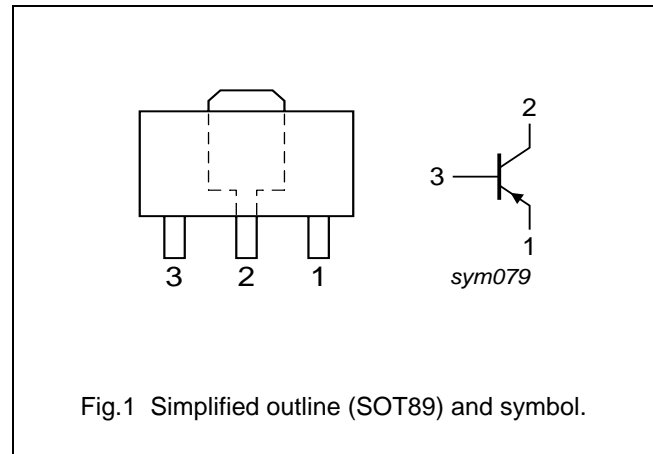 2
3
1
3 2 1
sym079
Fig.1 Simplified outline (SOT89) and symbol.